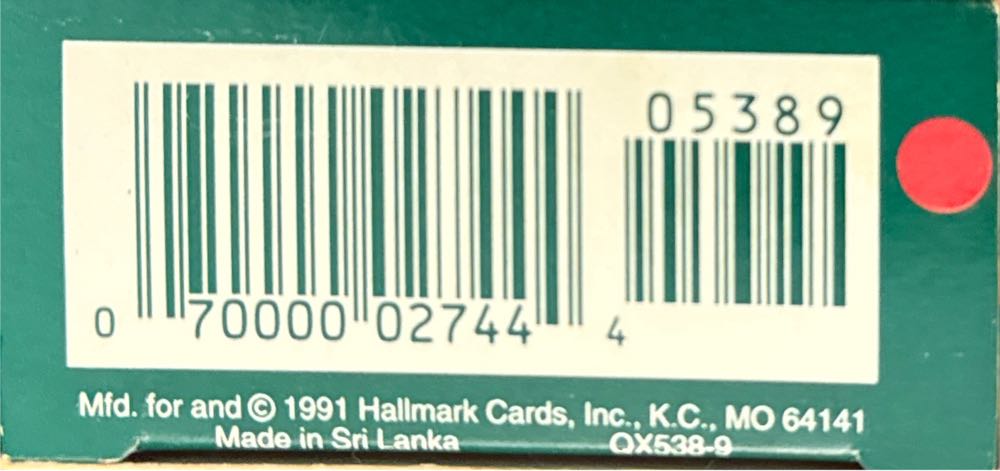 05389
0 70000 02744 4
Mfd. for and © 1991 Hallmark Cards, Inc., K.C., MO 64141
Made in Sri Lanka QX538-9